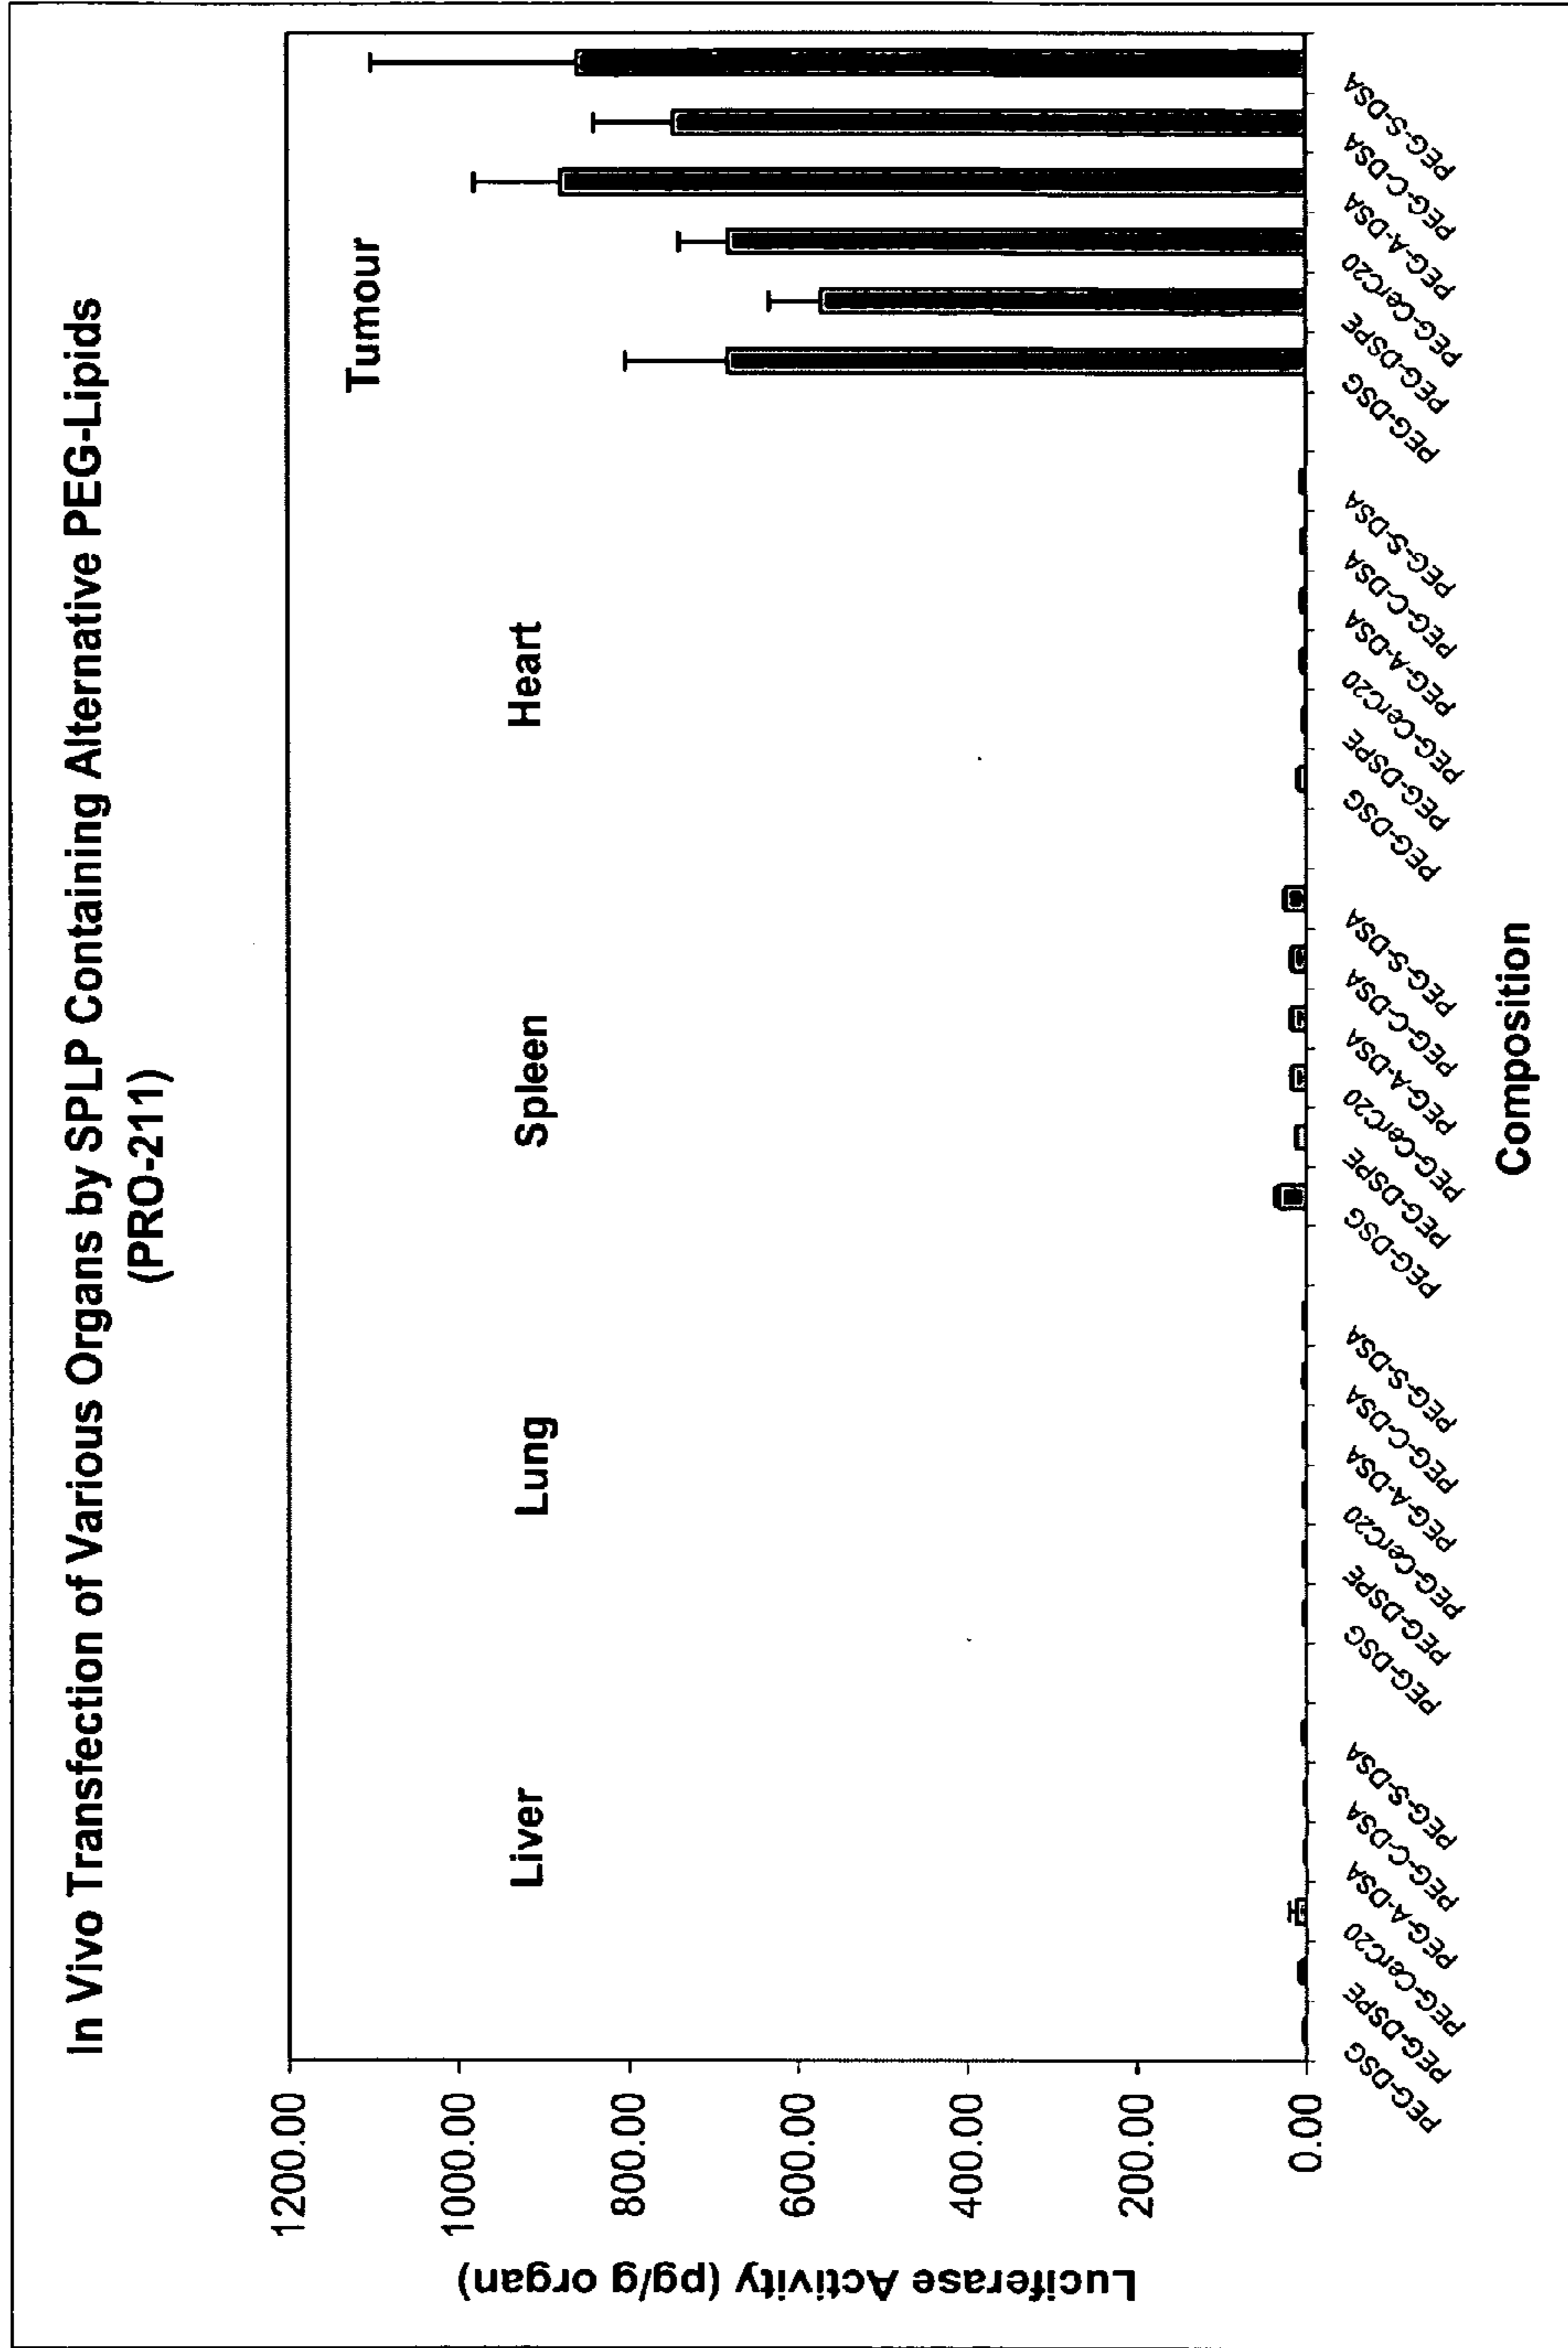 In Vivo Transfection of Various Organs by SPLP Containing Alternative PEG-Lipids
(PRO-211)
Luciferase Activity (pg/g organ)
1200.00
1000.00
800.00
600.00
400.00
200.00
0.00
Liver
Lung
Spleen
Heart
Tumour
PEG-DSG
PEG-DSPE
PEG-CerC20
PEG-A-DSA
PEG-C-DSA
PEG-S-DSA
PEG-DSG
PEG-DSPE
PEG-CerC20
PEG-A-DSA
PEG-C-DSA
PEG-S-DSA
PEG-DSG
PEG-DSPE
PEG-CerC20
PEG-A-DSA
PEG-C-DSA
PEG-S-DSA
PEG-DSG
PEG-DSPE
PEG-CerC20
PEG-A-DSA
PEG-C-DSA
PEG-S-DSA
PEG-DSG
PEG-DSPE
PEG-CerC20
PEG-A-DSA
PEG-C-DSA
PEG-S-DSA
Composition